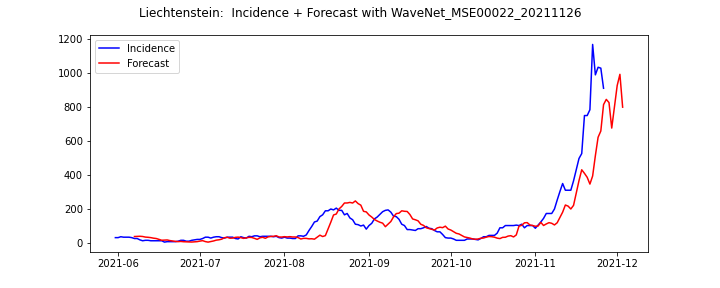 Liechtenstein:  Incidence + Forecast with WaveNet_MSE00022_20211126
Incidence
Forecast
1200
1000
800
600
400
200
0
2021-06 2021-07 2021-08 2021-09 2021-10 2021-11 2021-12